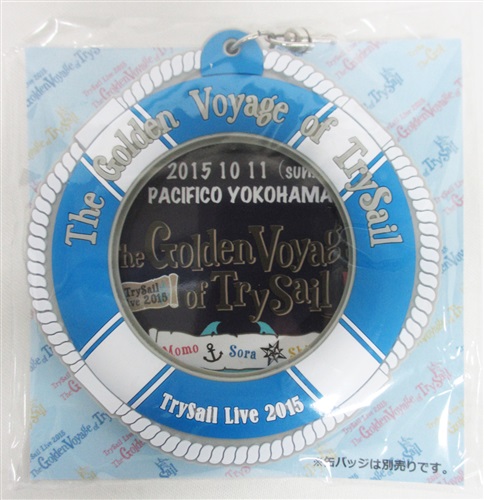 The Golden Voyage of TrySail
2015 10 11 (sun
PACIFICO YOKOHAMA
the Golden Voyag
of TrySail
TrySail
Live 2015
Momo Sora
TrySail Live 2015
※缶バッジは別売りです。